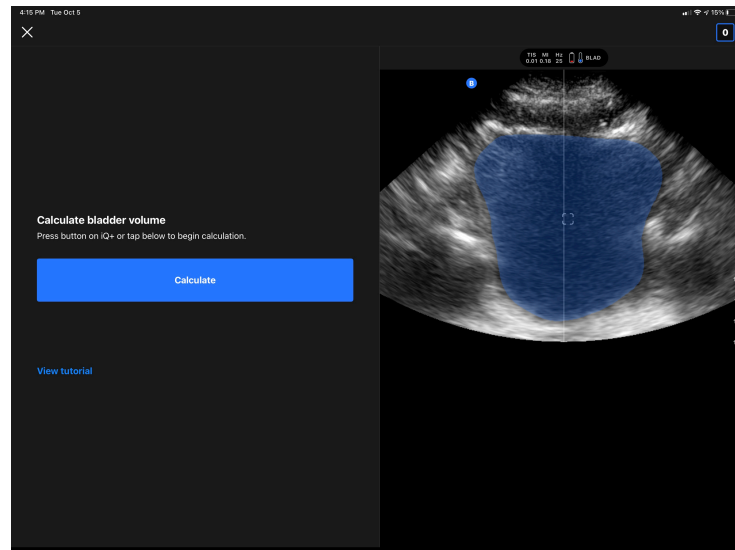 4:15 PM Tue Oct 5
15%
0
TIS MI Hz
0.01 0.18 25
BLAD
B
Calculate bladder volume
Press button on iQ+ or tap below to begin calculation.
Calculate
View tutorial